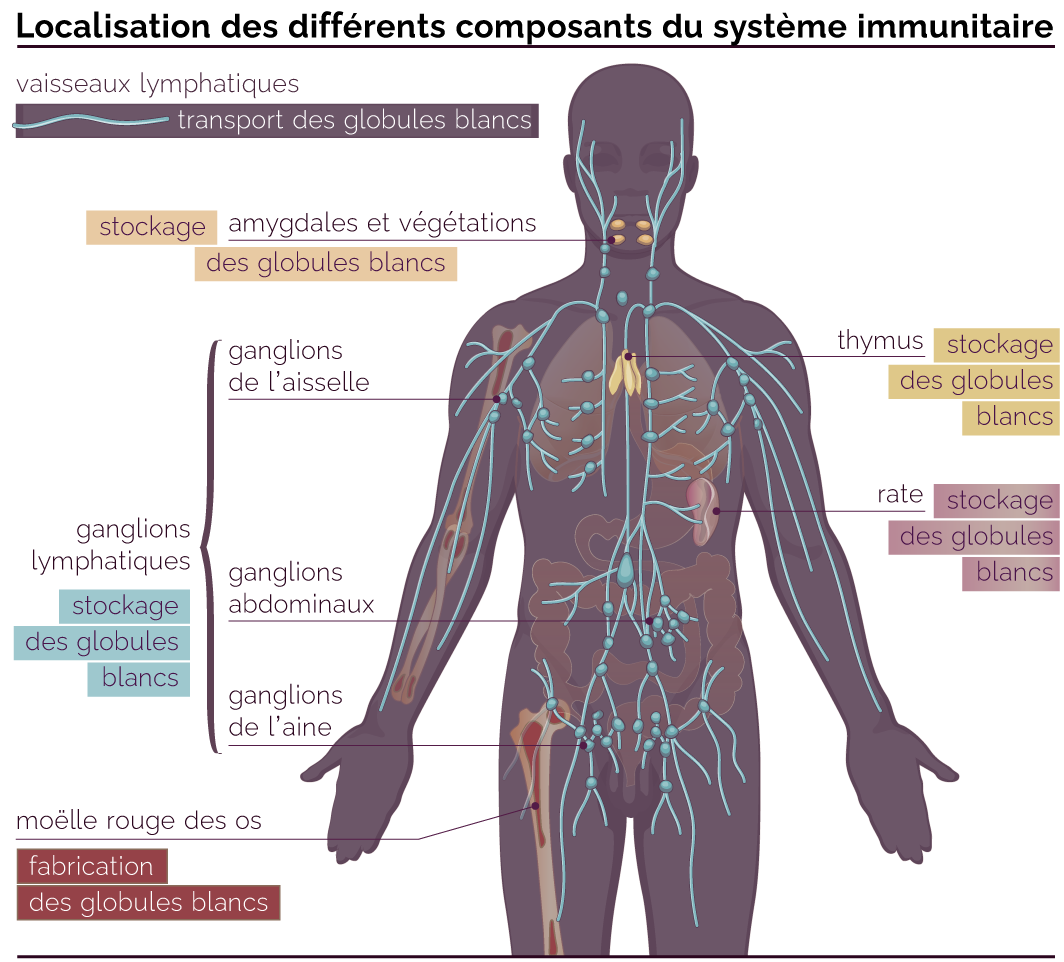 Localisation des différents composants du système immunitaire
vaisseaux lymphatiques
transport des globules blancs
stockage amygdales et végétations
des globules blancs
thymus stockage
des globules
blancs
ganglions
de l’aisselle
rate stockage
des globules
blancs
ganglions
lymphatiques
stockage
des globules
blancs
ganglions
abdominaux
ganglions
de l’aine
moëlle rouge des os
fabrication
des globules blancs